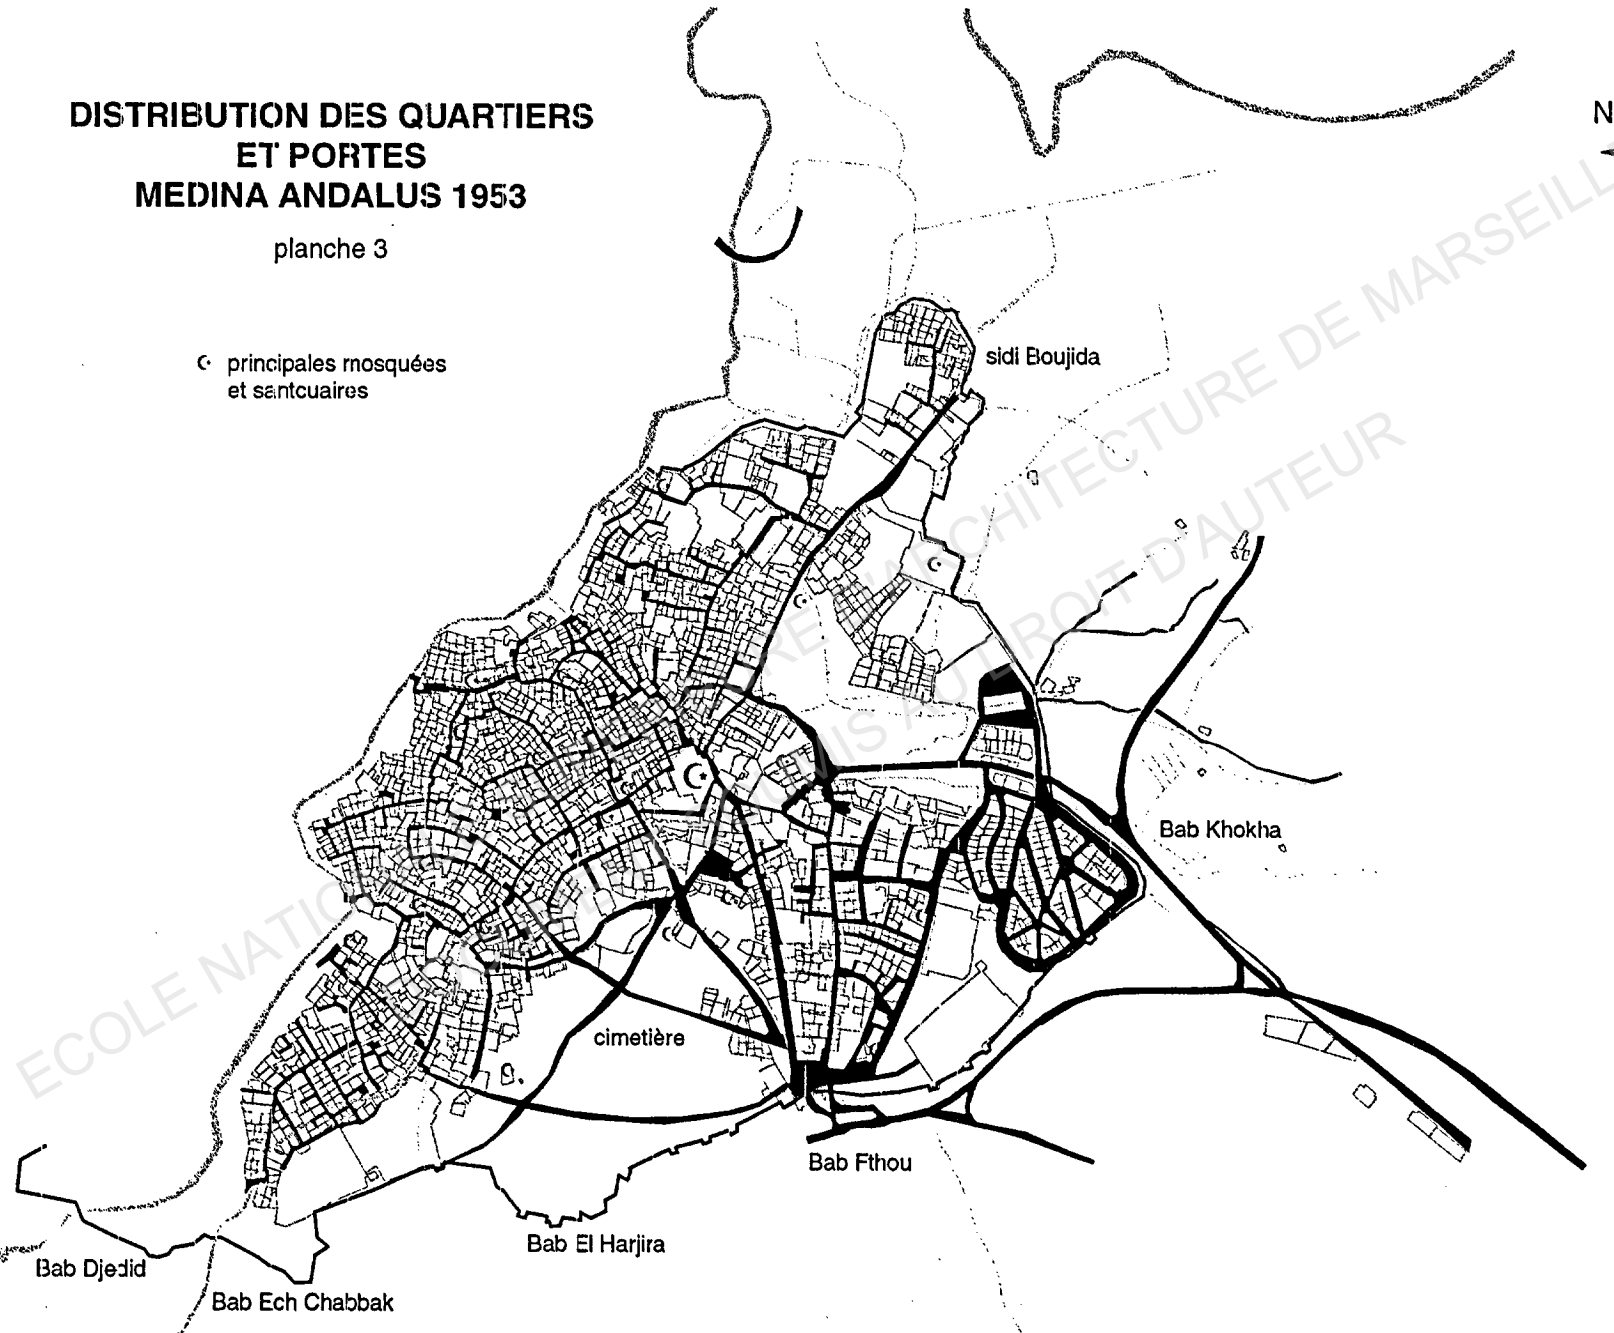 DISTRIBUTION DES QUARTIERS
ET PORTES
MEDINA ANDALUS 1953
planche 3
N
principales mosquées
et santcuaires
sidi Boujida
Bab Khokha
cimetière
Bab Fthou
Bab El Harjira
Bab Djedid
Bab Ech Chabbak
ECOLE NATIONALE SUPERIEURE D'ARCHITECTURE DE MARSEILL
DOCUMENT SOUMIS AU DROIT D'AUTEUR